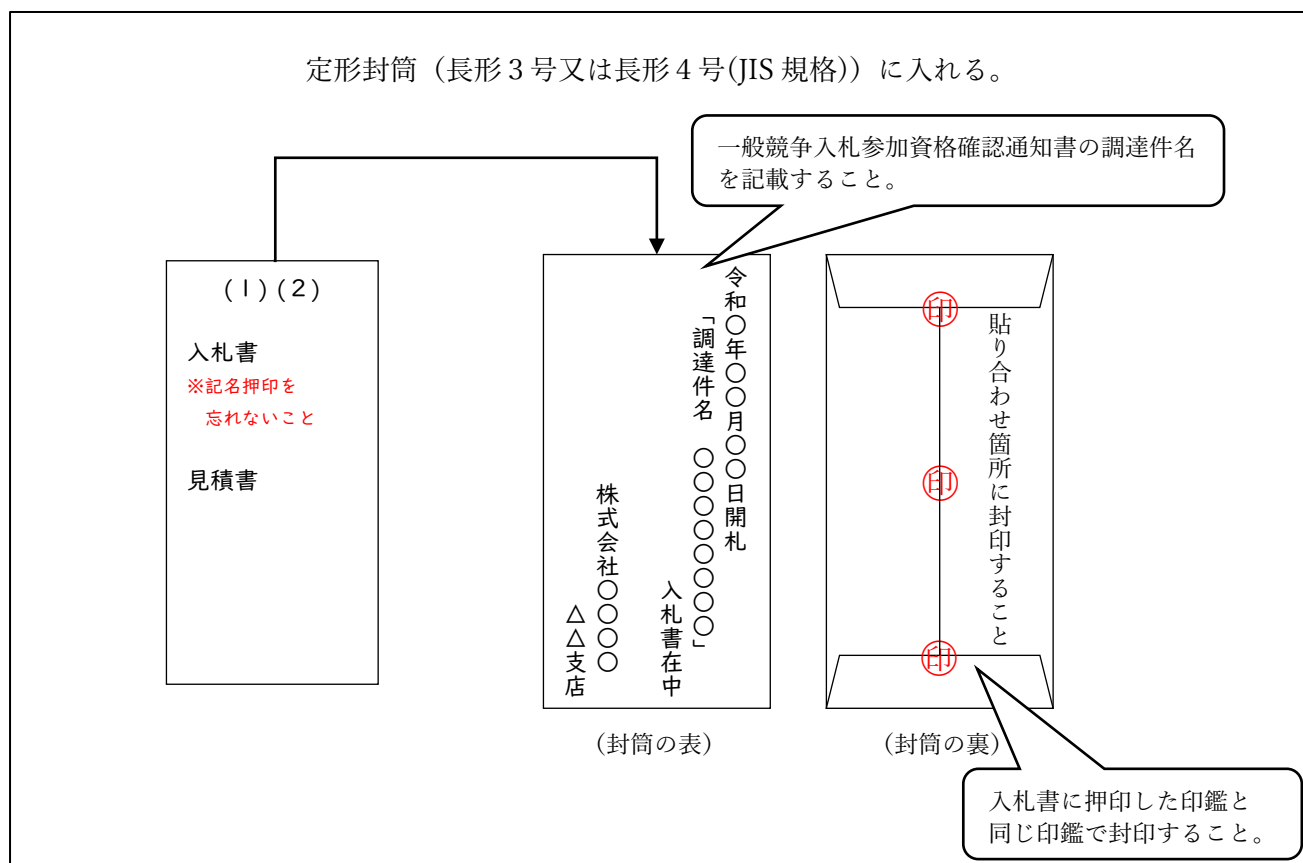 定形封筒（長形３号又は長形４号(JIS 規格)）に入れる。
一般競争入札参加資格確認通知書の調達件名
を記載すること。
(１)(２)
入札書
※記名押印を
忘れないこと
見積書
令和〇年〇〇月〇〇日開札
「調達件名　〇〇〇〇〇〇〇〇」
入札書在中
株式会社〇〇〇〇
△△支店
（封筒の表）
貼り合わせ箇所に封印すること
印
印
印
（封筒の裏）
入札書に押印した印鑑と
同じ印鑑で封印すること。